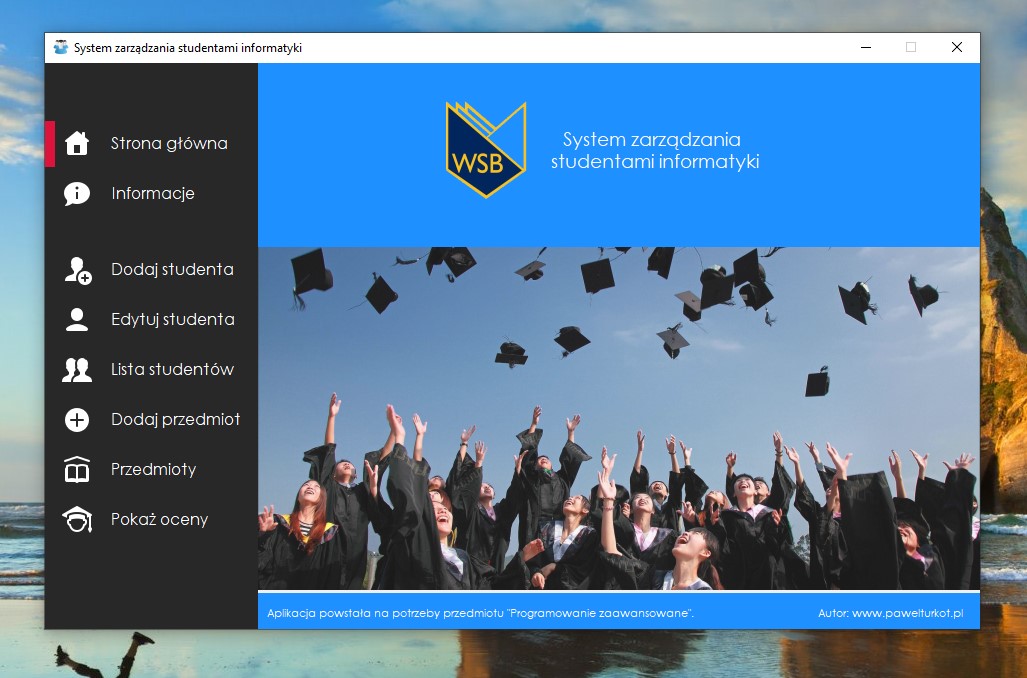 System zarządzania studentami informatyki
Strona główna
Informacje
Dodaj studenta
Edytuj studenta
Lista studentów
Dodaj przedmiot
Przedmioty
Pokaż oceny
WSB
System zarządzania
studentami informatyki
Aplikacja powstała na potrzeby przedmiotu "Programowanie zaawansowane".
Autor: www.pawelturkot.pl